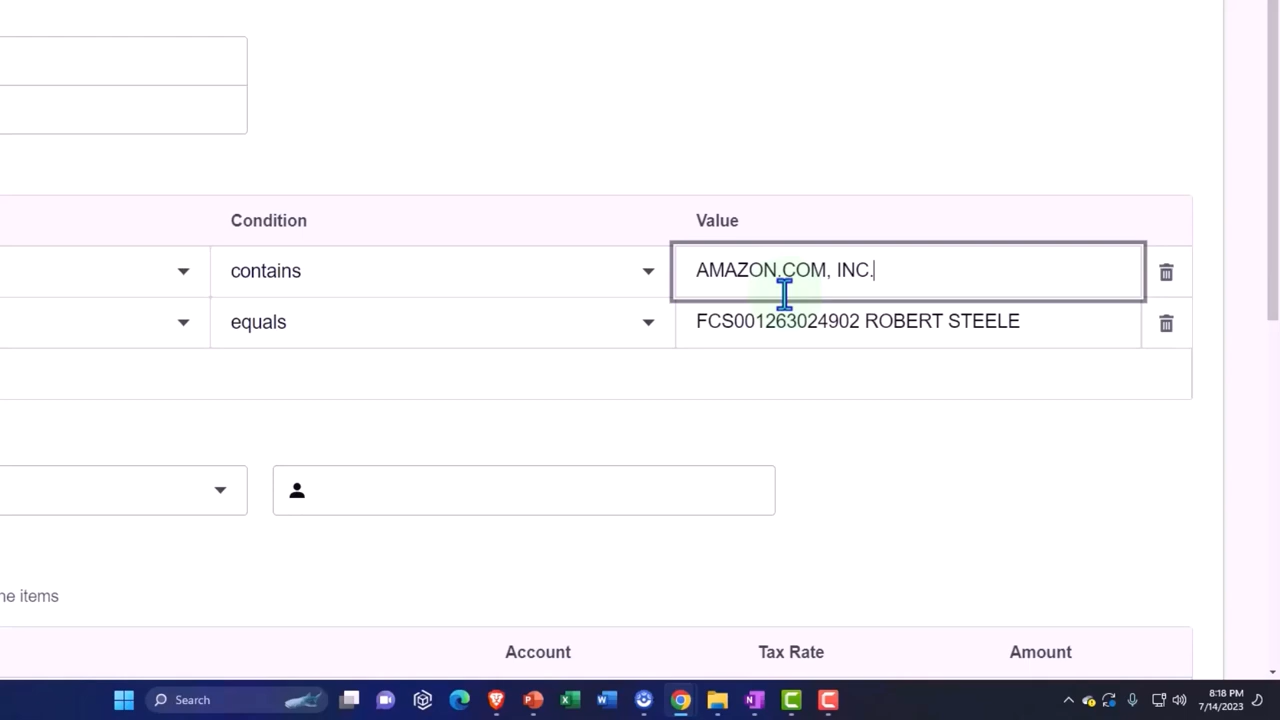 Condition
Value
contains
AMAZON.COM, INC.
equals
FCS001263024902 ROBERT STEELE
ne items
Account
Tax Rate
Amount
Search
8:18 PM
7/14/2023